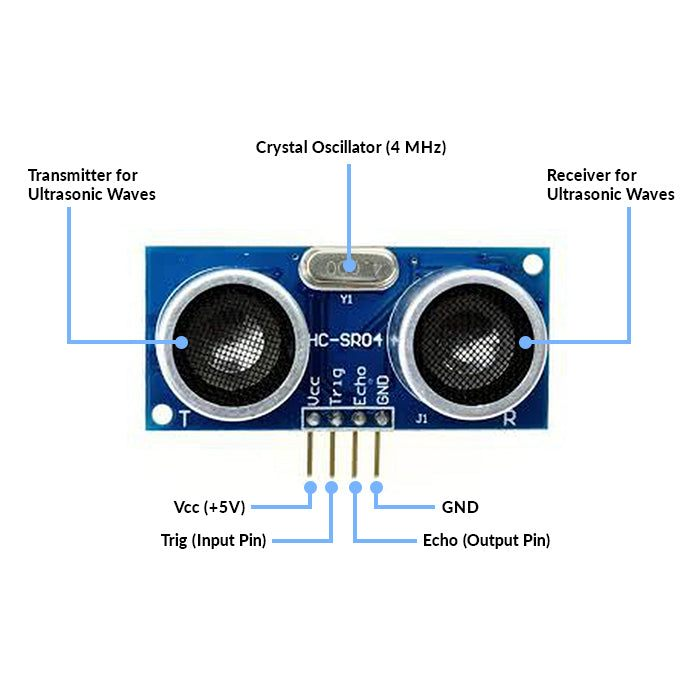 Crystal Oscillator (4 MHz)
Transmitter for
Ultrasonic Waves
Receiver for
Ultrasonic Waves
Y1
HC-SR04
Vcc
Trig
Echo
GND
T
J1
R
Vcc (+5V)
GND
Trig (Input Pin)
Echo (Output Pin)